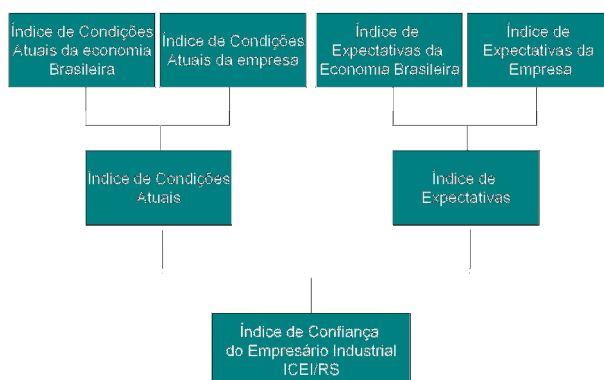 Índice de Condições
Atuais da economia
Brasileira
Índice de Condições
Atuais da empresa
Índice de
Expectativas da
Economia Brasileira
Índice de
Expectativas da
Empresa
Índice de Condições
Atuais
Índice de
Expectativas
Índice de Confiança
do Empresário Industrial
ICEI/RS